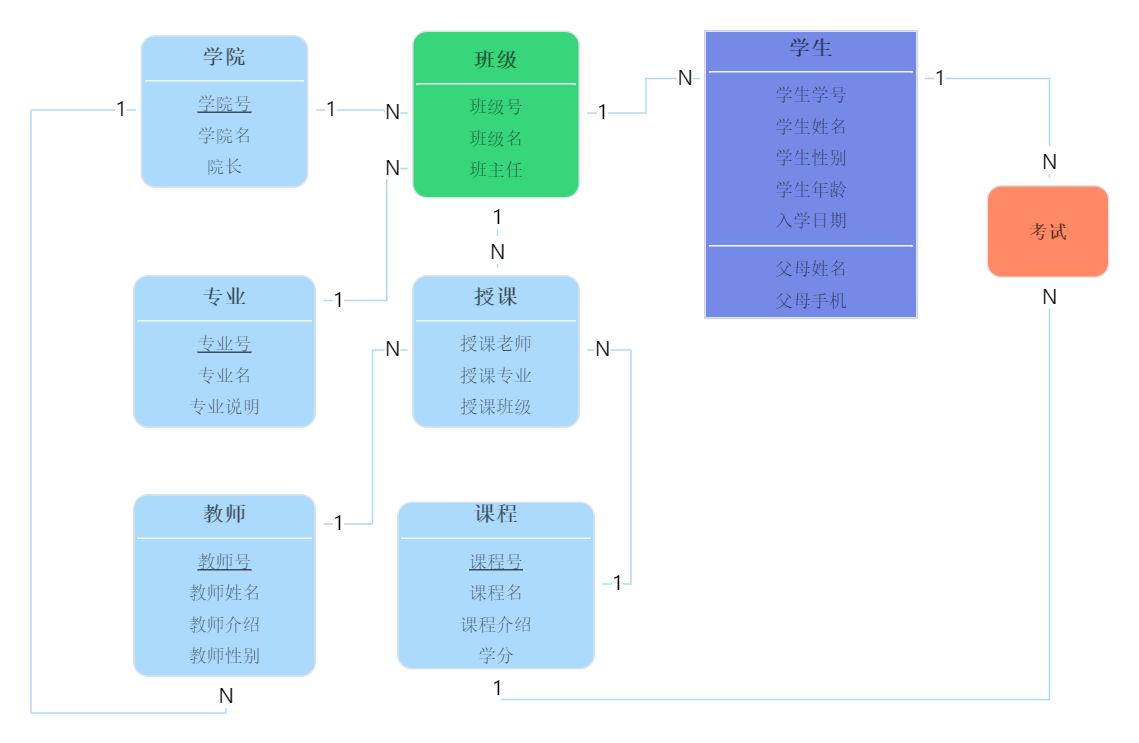 学院
学院号
学院名
院长
1
1
N
N
班级
班级号
班级名
班主任
1
N
学生
学生学号
学生姓名
学生性别
学生年龄
入学日期
父母姓名
父母手机
1
N
考试
N
1
N
专业
专业号
专业名
专业说明
1
N
授课
授课老师
授课专业
授课班级
N
教师
教师号
教师姓名
教师介绍
教师性别
1
N
课程
课程号
课程名
课程介绍
学分
1
1